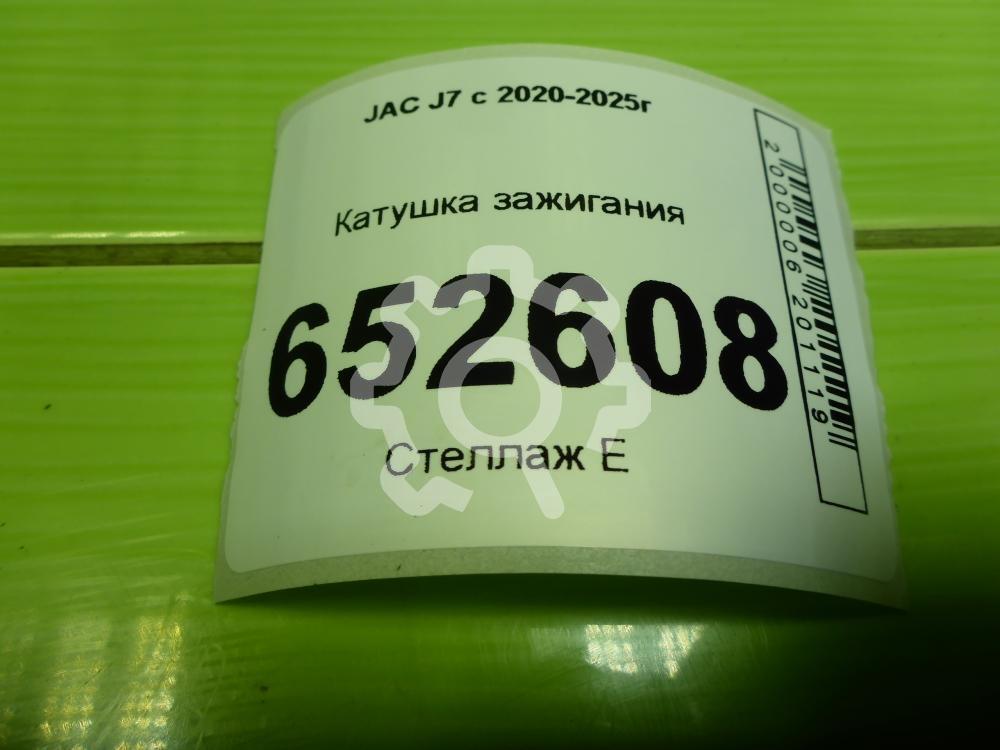 JAC J7 с 2020-2025г
Катушка зажигания
652608
Стеллаж Е
2000006201119